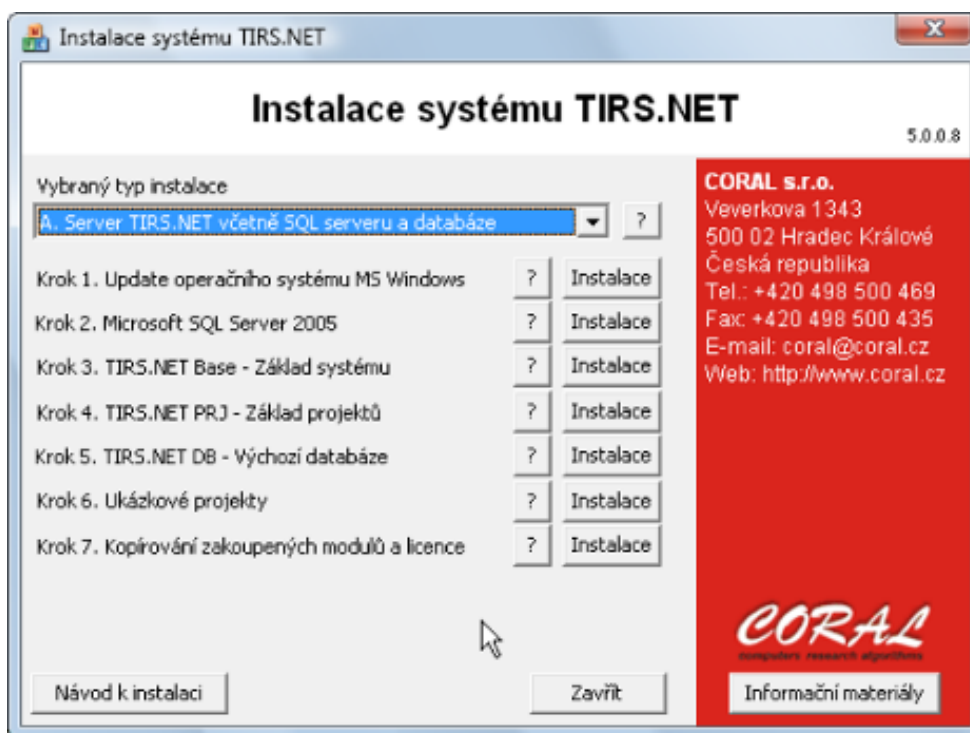 Instalace systému TIRS.NET
Instalace systému TIRS.NET
5.0.0.8
Vybraný typ instalace
A. Server TIRS.NET včetně SQL serveru a databáze
?
Krok 1. Update operačního systému MS Windows ? Instalace
Krok 2. Microsoft SQL Server 2005 ? Instalace
Krok 3. TIRS.NET Base - Základ systému ? Instalace
Krok 4. TIRS.NET PRJ - Základ projektů ? Instalace
Krok 5. TIRS.NET DB - Výchozí databáze ? Instalace
Krok 6. Ukázkové projekty ? Instalace
Krok 7. Kopírování zakoupených modulů a licence ? Instalace
Návod k instalaci
Zavřít
CORAL s.r.o.
Veverkova 1343
500 02 Hradec Králové
Česká republika
Tel.: +420 498 500 469
Fax: +420 498 500 435
E-mail: coral@coral.cz
Web: http://www.coral.cz
CORAL
computers research algorithms
Informační materiály